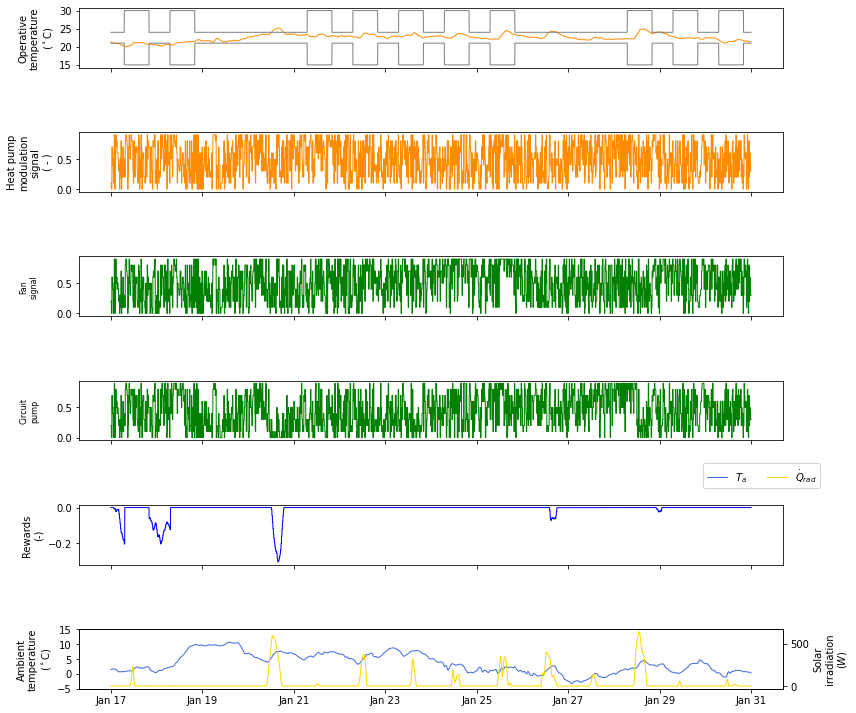 Operative
temperature
(°C)
30
25
20
15
Heat pump
modulation
signal
( - )
0.5
0.0
Fan
signal
0.5
0.0
Circuit
pump
0.5
0.0
T_a
Q̇_rad
Rewards
(-)
0.0
−0.2
Ambient
temperature
(°C)
15
10
5
0
−5
500
0
Solar
irradiation
(W)
Jan 17 Jan 19 Jan 21 Jan 23 Jan 25 Jan 27 Jan 29 Jan 31